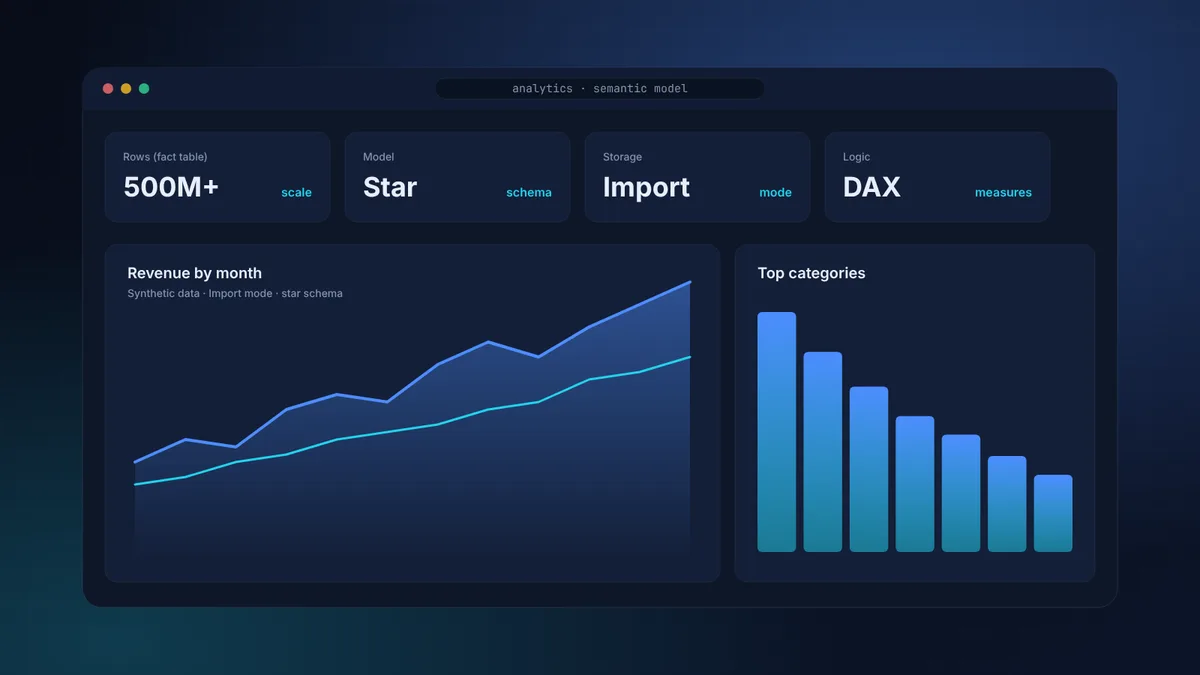 analytics · semantic model
Rows (fact table)
500M+ scale
Model
Star schema
Storage
Import mode
Logic
DAX measures
Revenue by month
Synthetic data · Import mode · star schema
Top categories